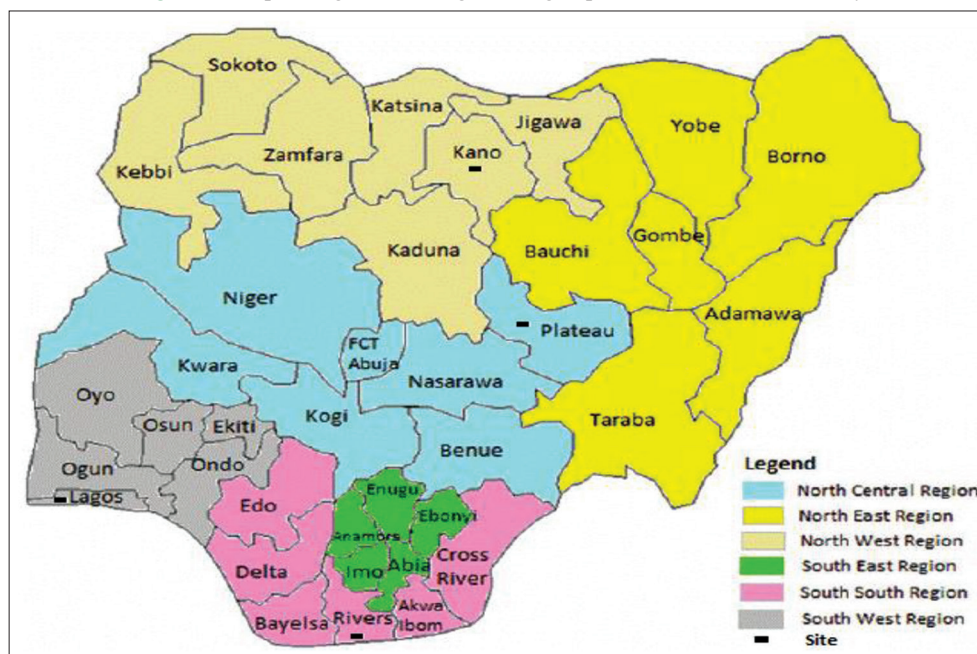 Sokoto
Katsina
Jigawa
Yobe
Borno
Kano
Zamfara
Kebbi
Kaduna
Bauchi
Gombe
Adamawa
Niger
Plateau
FCT
Abuja
Kwara
Nasarawa
Taraba
Oyo
Kogi
Osun
Ekiti
Benue
Ogun
Ondo
Lagos
Enugu
Edo
Ebonyi
Anambrs
Cross
River
Imo
Abia
Delta
Akwa
Ibom
Bayelsa
Rivers
Legend
North Central Region
North East Region
North West Region
South East Region
South South Region
South West Region
Site